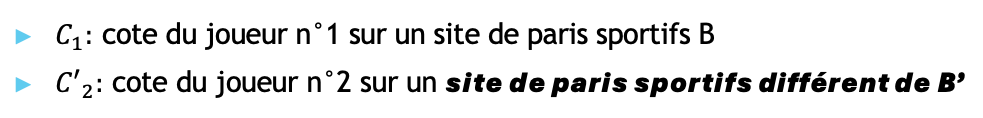 ► C₁: cote du joueur n°1 sur un site de paris sportifs B
► C'₂: cote du joueur n°2 sur un site de paris sportifs différent de B’